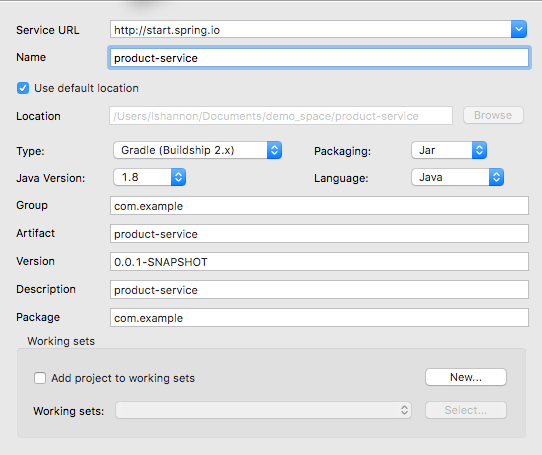 Service URL http://start.spring.io
Name product-service
Use default location
Location /Users/lshannon/Documents/demo_space/product-service Browse
Type: Gradle (Buildship 2.x) Packaging: Jar
Java Version: 1.8 Language: Java
Group com.example
Artifact product-service
Version 0.0.1-SNAPSHOT
Description product-service
Package com.example
Working sets
Add project to working sets New...
Working sets: Select...